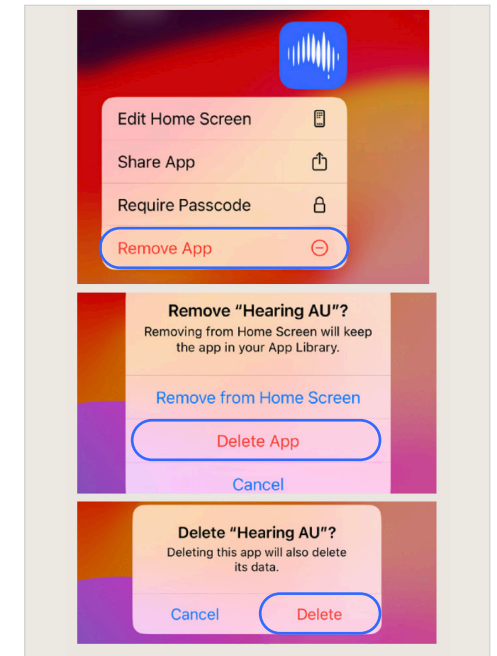 Edit Home Screen
Share App
Require Passcode
Remove App
Remove “Hearing AU”?
Removing from Home Screen will keep
the app in your App Library.
Remove from Home Screen
Delete App
Cancel
Delete “Hearing AU”?
Deleting this app will also delete
its data.
Cancel
Delete